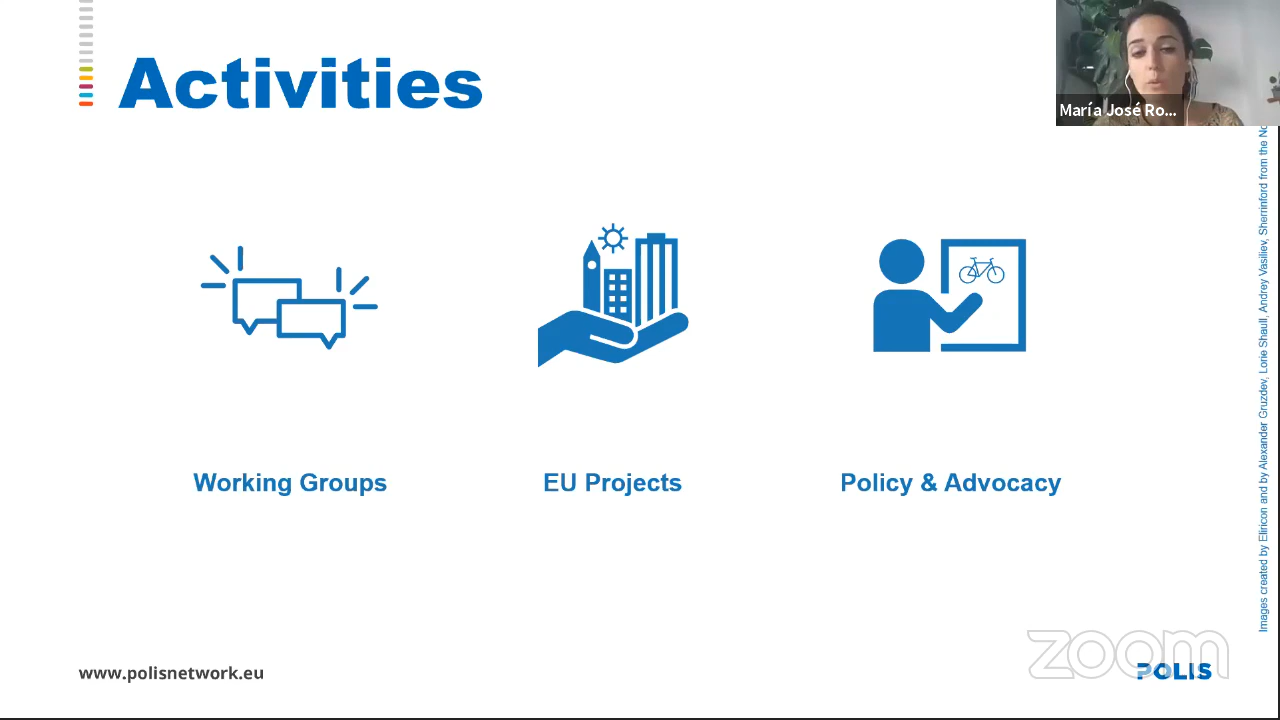 Activities
María José Ro...
Working Groups
EU Projects
Policy & Advocacy
Images created by Eliricon and by Alexander Gruzdev, Lorie Shaull, Andrey Vasiliev, Sherrinford from the No
www.polisnetwork.eu
zoom
POLIS